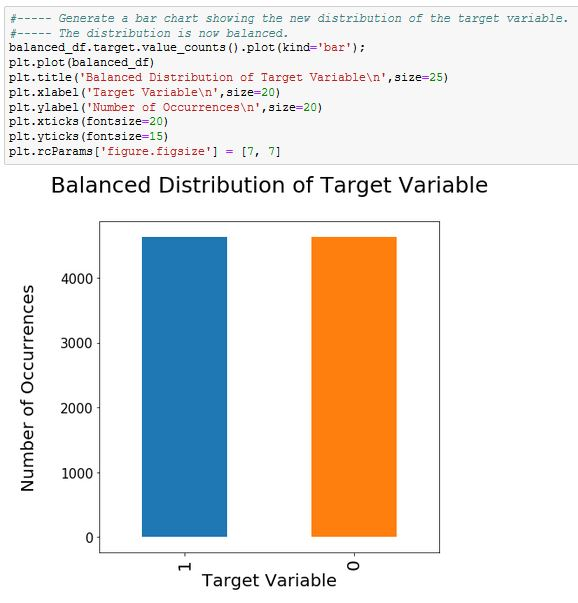 #----- Generate a bar chart showing the new distribution of the target variable.
#----- The distribution is now balanced.
balanced_df.target.value_counts().plot(kind='bar');
plt.plot(balanced_df)
plt.title('Balanced Distribution of Target Variable\n',size=25)
plt.xlabel('Target Variable\n',size=20)
plt.ylabel('Number of Occurrences\n',size=20)
plt.xticks(fontsize=20)
plt.yticks(fontsize=15)
plt.rcParams['figure.figsize'] = [7, 7]
Balanced Distribution of Target Variable
Number of Occurrences
4000
3000
2000
1000
0
1 0
Target Variable